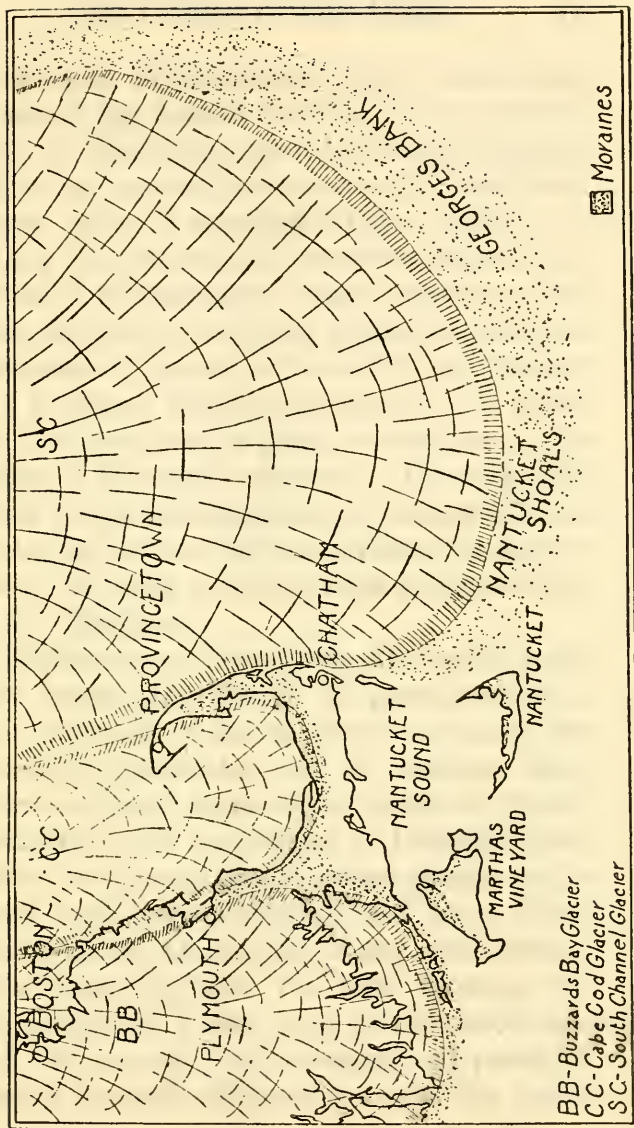 SC
BOSTON
CC
BB
PROVINCETOWN
PLYMOUTH
CHATHAM
GEORGES BANK
NANTUCKET
SOUND
NANTUCKET
SHOALS
MARTHAS
VINEYARD
NANTUCKET
BB- Buzzards Bay Glacier
CC- Cape Cod Glacier
SC- South Channel Glacier
Moraines